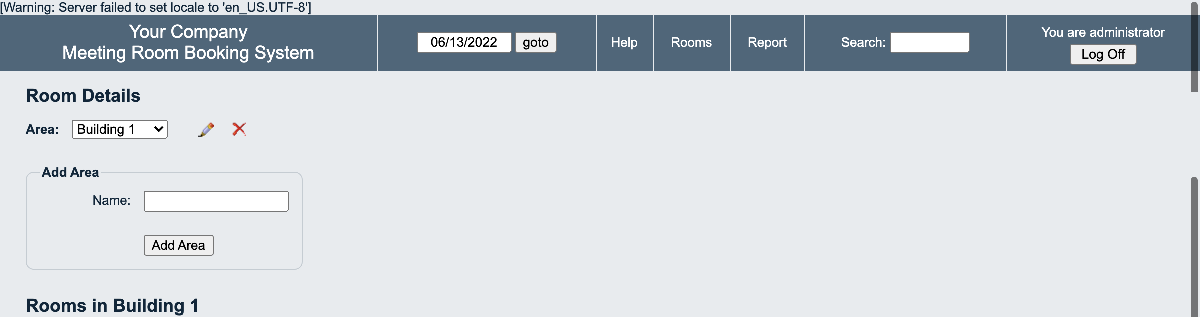 [Warning: Server failed to set locale to 'en_US.UTF-8']
Your Company
Meeting Room Booking System
06/13/2022 goto
Help
Rooms
Report
Search:
You are administrator
Log Off
Room Details
Area: Building 1
Add Area
Name:
Add Area
Rooms in Building 1